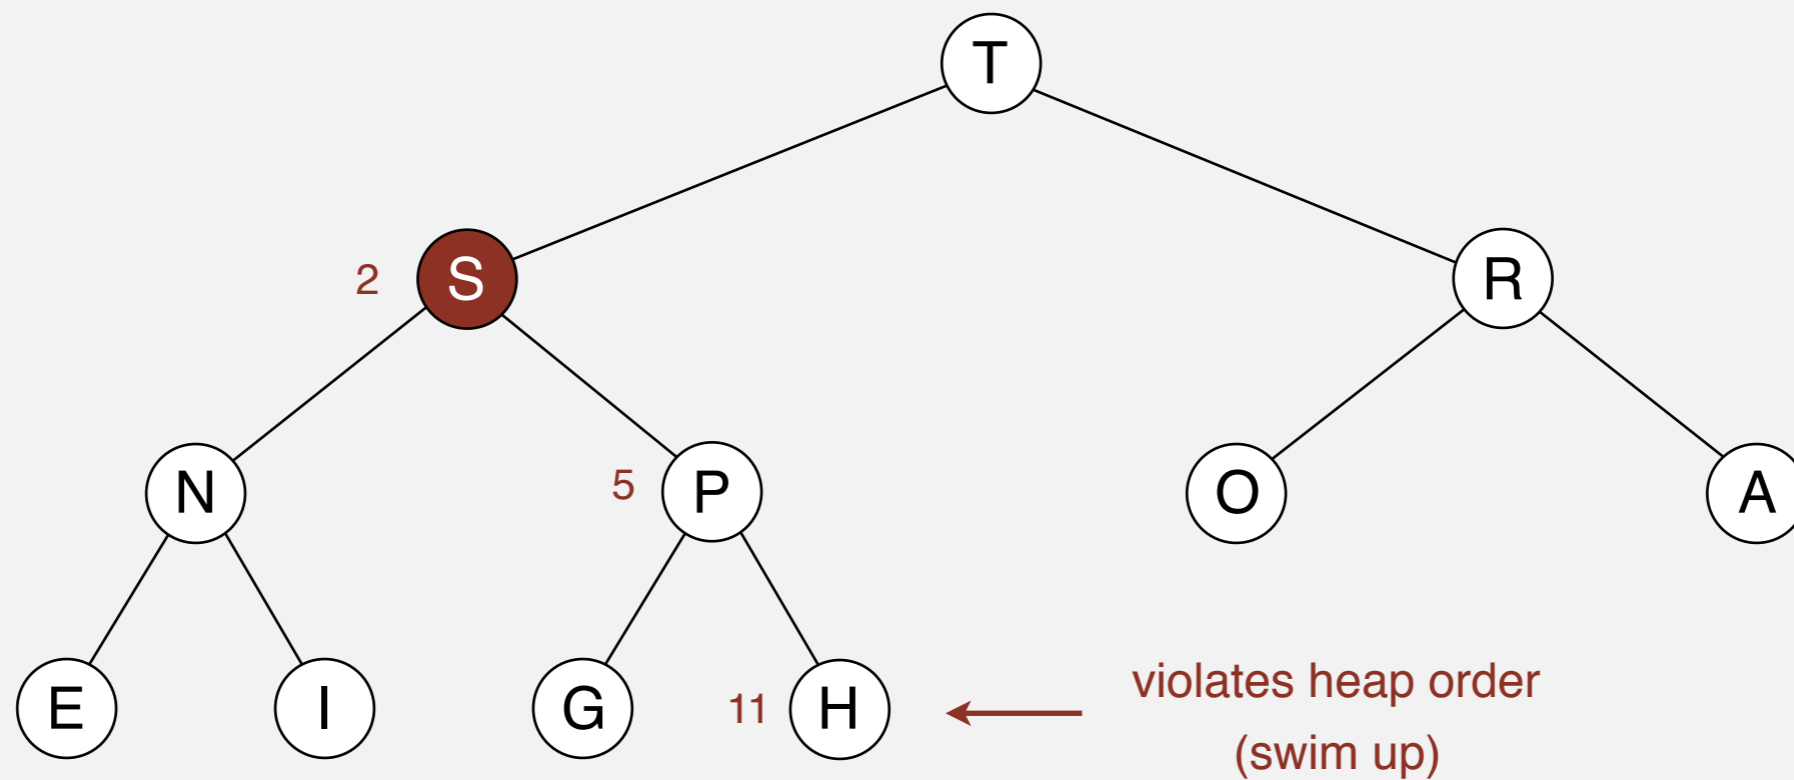 T
2 S R
N 5 P O A
E I G 11 H
violates heap order
(swim up)